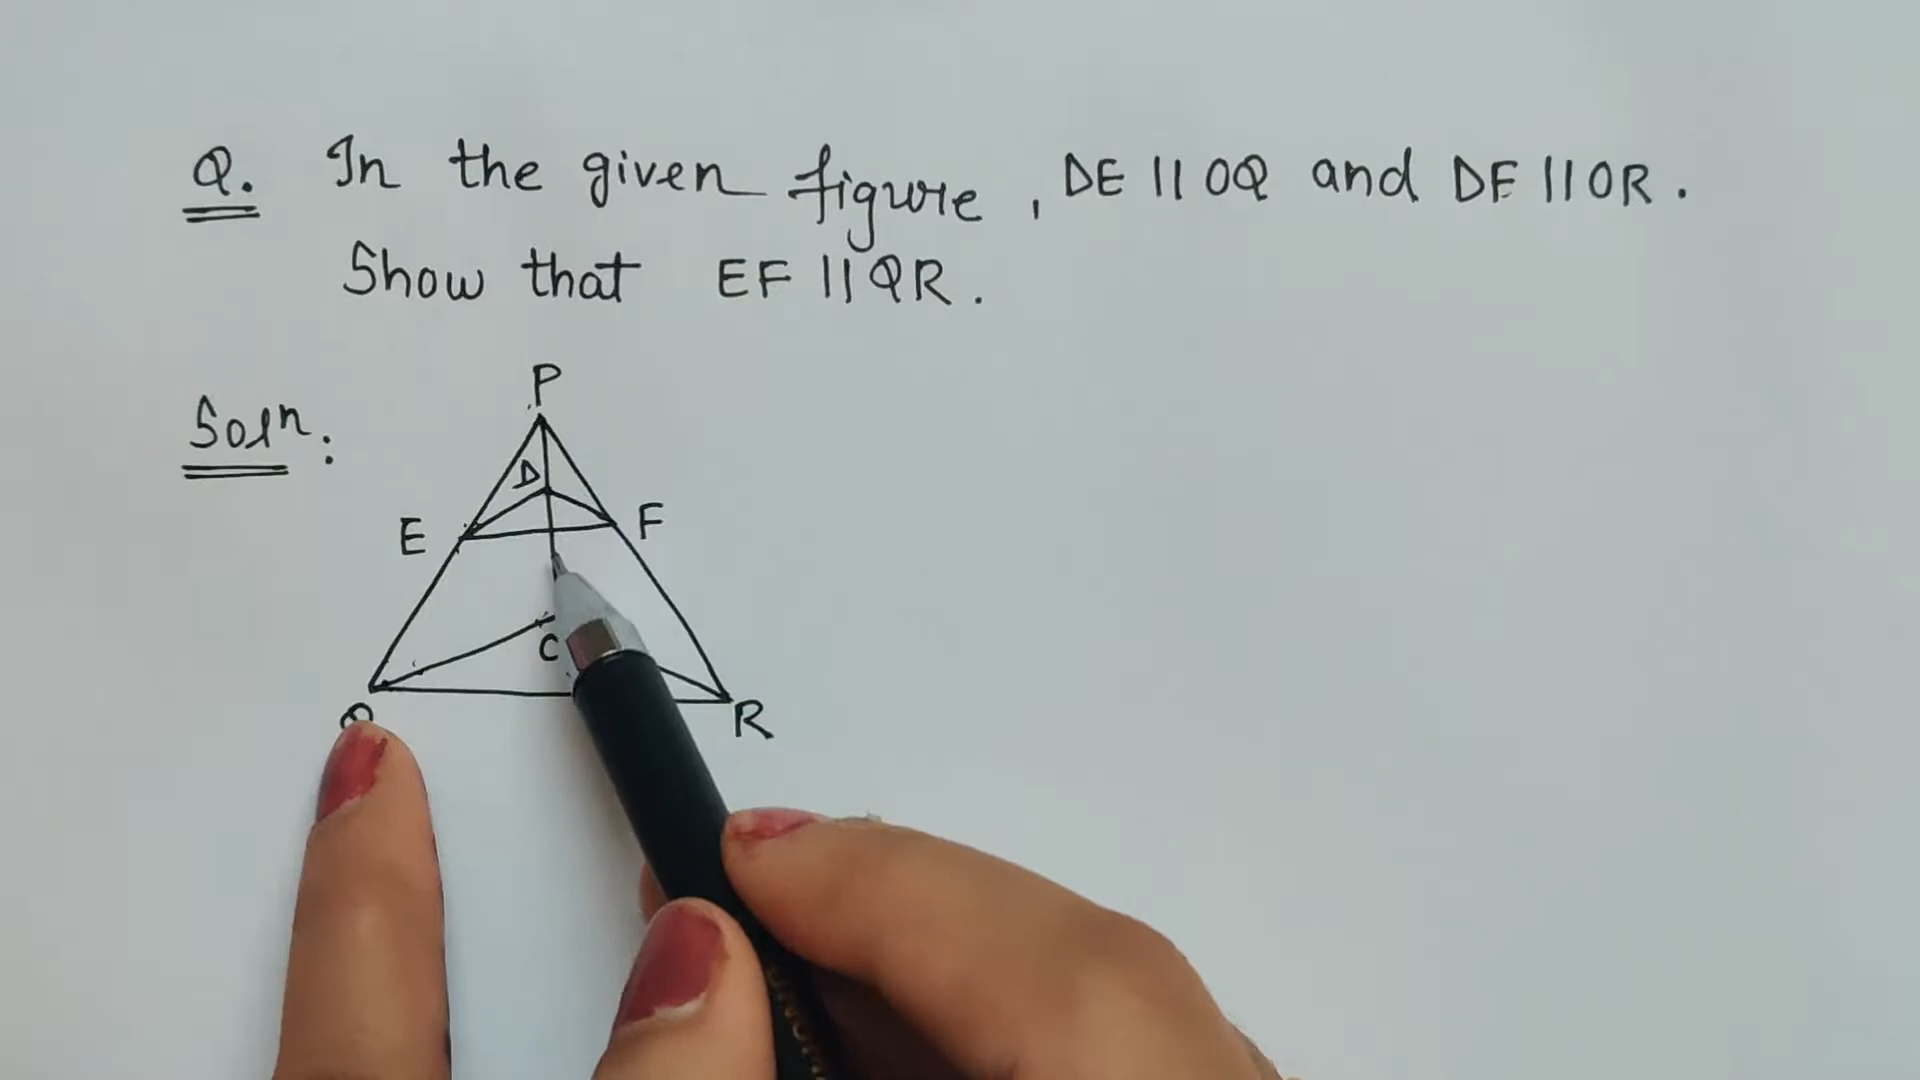 Q. In the given figure, DE || OQ and DF || OR.
Show that EF || QR.
Soln:
P
D
E
F
R